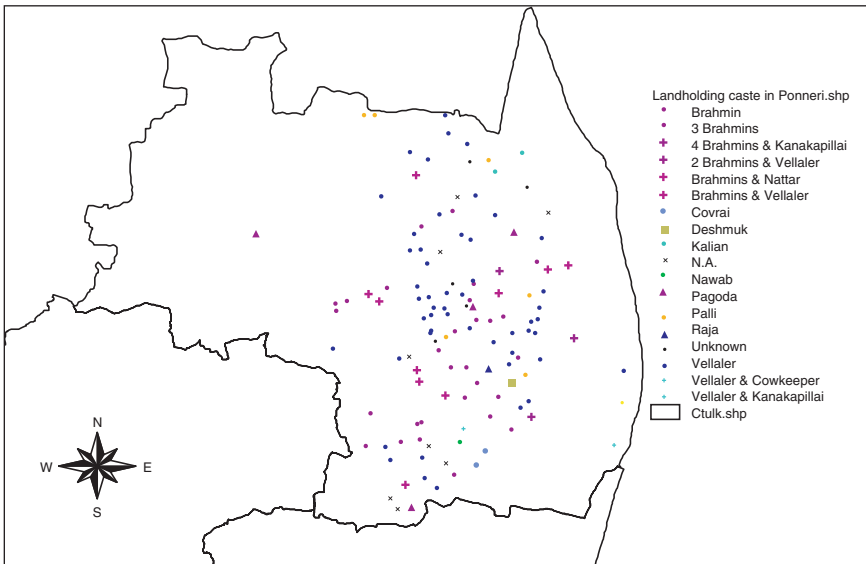 Landholding caste in Ponneri.shp
Brahmin
3 Brahmins
4 Brahmins & Kanakapillai
2 Brahmins & Vellaler
Brahmins & Nattar
Brahmins & Vellaler
Covrai
Deshmuk
Kalian
N.A.
Nawab
Pagoda
Palli
Raja
Unknown
Vellaler
Vellaler & Cowkeeper
Vellaler & Kanakapillai
Ctulk.shp
N
W E
S